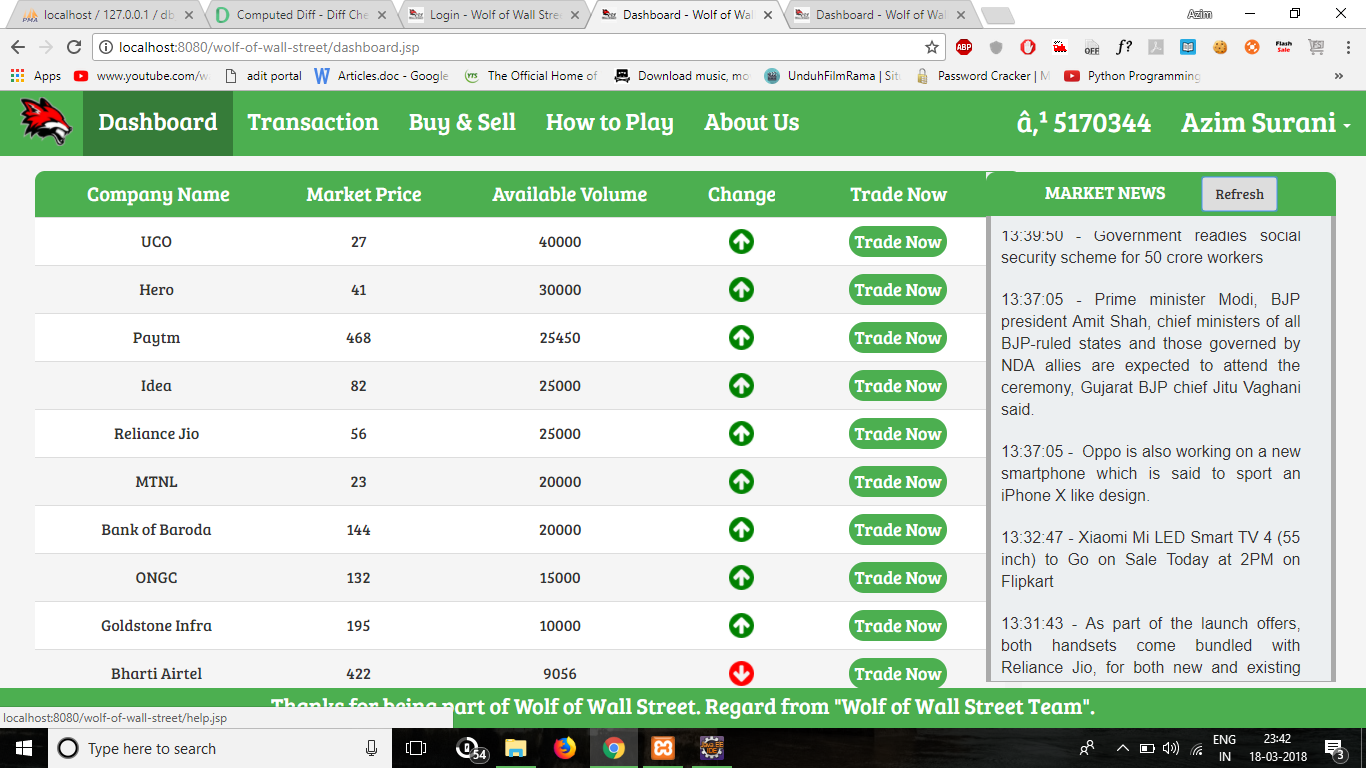 localhost / 127.0.0.1 / db
Computed Diff - Diff Che
Login - Wolf of Wall Stre
Dashboard - Wolf of Wal
Dashboard - Wolf of Wal
Azim
localhost:8080/wolf-of-wall-street/dashboard.jsp
Apps www.youtube.com/w adit portal Articles.doc - Google The Official Home of Download music, mo UnduhFilmRama | Sit Password Cracker | M Python Programming »
Dashboard Transaction Buy & Sell How to Play About Us â‚¹ 5170344 Azim Surani
Company Name Market Price Available Volume Change Trade Now
UCO 27 40000 Trade Now
Hero 41 30000 Trade Now
Paytm 468 25450 Trade Now
Idea 82 25000 Trade Now
Reliance Jio 56 25000 Trade Now
MTNL 23 20000 Trade Now
Bank of Baroda 144 20000 Trade Now
ONGC 132 15000 Trade Now
Goldstone Infra 195 10000 Trade Now
Bharti Airtel 422 9056 Trade Now
MARKET NEWS Refresh
13:39:50 - Government readies social
security scheme for 50 crore workers
13:37:05 - Prime minister Modi, BJP
president Amit Shah, chief ministers of all
BJP-ruled states and those governed by
NDA allies are expected to attend the
ceremony, Gujarat BJP chief Jitu Vaghani
said.
13:37:05 - Oppo is also working on a new
smartphone which is said to sport an
iPhone X like design.
13:32:47 - Xiaomi Mi LED Smart TV 4 (55
inch) to Go on Sale Today at 2PM on
Flipkart
13:31:43 - As part of the launch offers,
both handsets come bundled with
Reliance Jio, for both new and existing
Thanks for being part of Wolf of Wall Street. Regard from "Wolf of Wall Street Team".
localhost:8080/wolf-of-wall-street/help.jsp
Type here to search
54
ENG
IN
23:42
18-03-2018
3